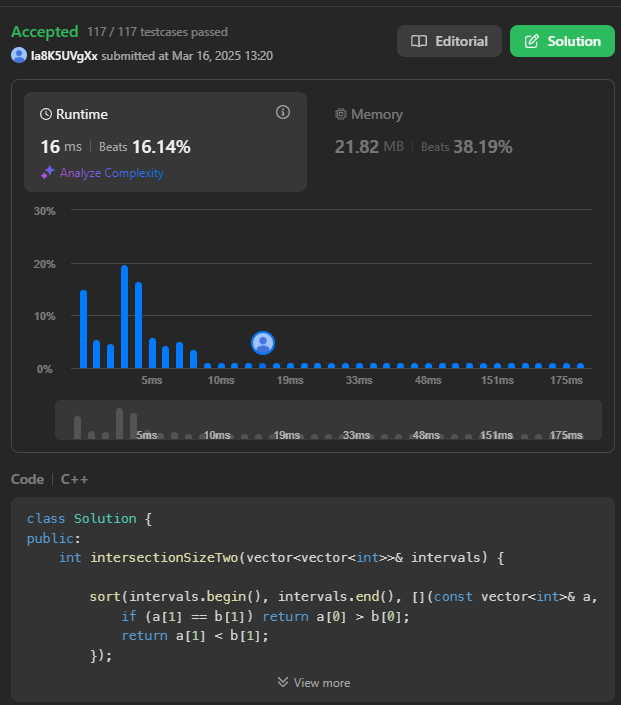 Accepted 117 / 117 testcases passed
Ia8K5UVgXx submitted at Mar 16, 2025 13:20
Editorial
Solution
Runtime
16 ms | Beats 16.14%
Analyze Complexity
Memory
21.82 MB | Beats 38.19%
30%
20%
10%
0%
5ms 10ms 19ms 33ms 48ms 151ms 175ms
5ms 10ms 19ms 33ms 48ms 151ms 175ms
Code | C++
class Solution {
public:
    int intersectionSizeTwo(vector<vector<int>>& intervals) {
        sort(intervals.begin(), intervals.end(), [](const vector<int>& a,
            if (a[1] == b[1]) return a[0] > b[0];
            return a[1] < b[1];
        });
View more